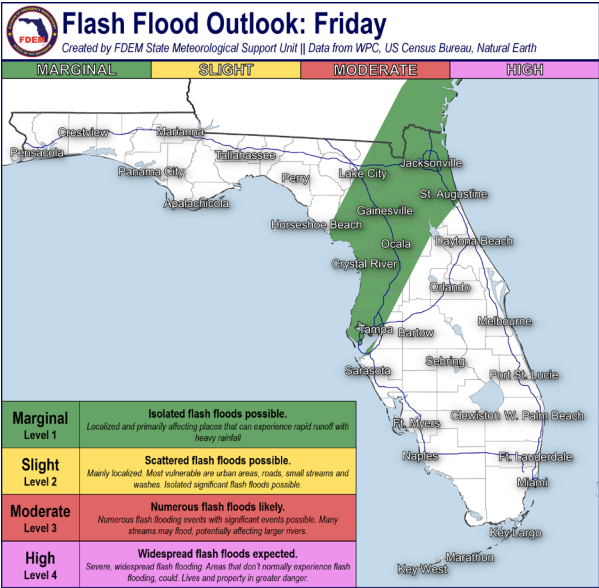 FDEM
Flash Flood Outlook: Friday
Created by FDEM State Meteorological Support Unit || Data from WPC, US Census Bureau, Natural Earth
MARGINAL
SLIGHT
MODERATE
HIGH
Crestview
Marianna
Pensacola
Tallahassee
Jacksonville
Panama City
Perry
Lake City
Apalachicola
St. Augustine
Gainesville
Horseshoe Beach
Ocala
Daytona Beach
Crystal River
Orlando
Tampa
Bartow
Melbourne
Sebring
Sarasota
Port St. Lucie
Ft. Myers
Clewiston
W. Palm Beach
Naples
Ft. Lauderdale
Miami
Key Largo
Marathon
Key West
Marginal
Level 1
Isolated flash floods possible.
Localized and primarily affecting places that can experience rapid runoff with
heavy rainfall
Slight
Level 2
Scattered flash floods possible.
Mainly localized. Most vulnerable are urban areas, roads, small streams and
washes. Isolated significant flash floods possible.
Moderate
Level 3
Numerous flash floods likely.
Numerous flash flooding events with significant events possible. Many
streams may flood, potentially affecting larger rivers.
High
Level 4
Widespread flash floods expected.
Severe, widespread flash flooding. Areas that don't normally experience flash
flooding, could. Lives and property in greater danger.